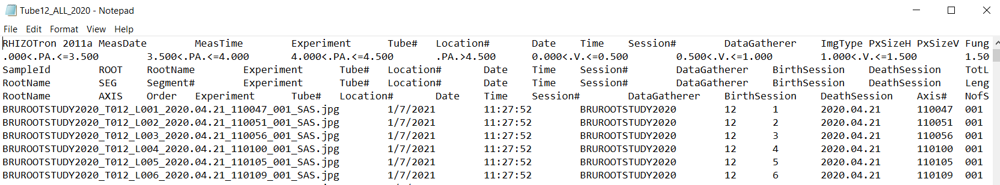 Tube12_ALL_2020 - Notepad
File Edit Format View Help
RHIZOTron 2011a MeasDate MeasTime Experiment Tube# Location# Date Time Session# DataGatherer ImgType PxSizeH PxSizeV Fung
.000<.PA.<=3.500 3.500<.PA.<=4.000 4.000<.PA.<=4.500 .PA.>4.500 0.000<.V.<=0.500 0.500<.V.<=1.000 1.000<.V.<=1.500 1.50
SampleId ROOT RootName Experiment Tube# Location# Date Time Session# DataGatherer BirthSession DeathSession TotL
RootName SEG Segment# Experiment Tube# Location# Date Time Session# DataGatherer BirthSession DeathSession Leng
RootName AXIS Order Experiment Tube# Location# Date Time Session# DataGatherer BirthSession DeathSession Axis# NofS
BRUROOTSTUDY2020_T012_L001_2020.04.21_110047_001_SAS.jpg 1/7/2021 11:27:52 BRUROOTSTUDY2020 12 1 2020.04.21 110047 001
BRUROOTSTUDY2020_T012_L002_2020.04.21_110051_001_SAS.jpg 1/7/2021 11:27:52 BRUROOTSTUDY2020 12 2 2020.04.21 110051 001
BRUROOTSTUDY2020_T012_L003_2020.04.21_110056_001_SAS.jpg 1/7/2021 11:27:52 BRUROOTSTUDY2020 12 3 2020.04.21 110056 001
BRUROOTSTUDY2020_T012_L004_2020.04.21_110100_001_SAS.jpg 1/7/2021 11:27:52 BRUROOTSTUDY2020 12 4 2020.04.21 110100 001
BRUROOTSTUDY2020_T012_L005_2020.04.21_110105_001_SAS.jpg 1/7/2021 11:27:52 BRUROOTSTUDY2020 12 5 2020.04.21 110105 001
BRUROOTSTUDY2020_T012_L006_2020.04.21_110109_001_SAS.jpg 1/7/2021 11:27:52 BRUROOTSTUDY2020 12 6 2020.04.21 110109 001